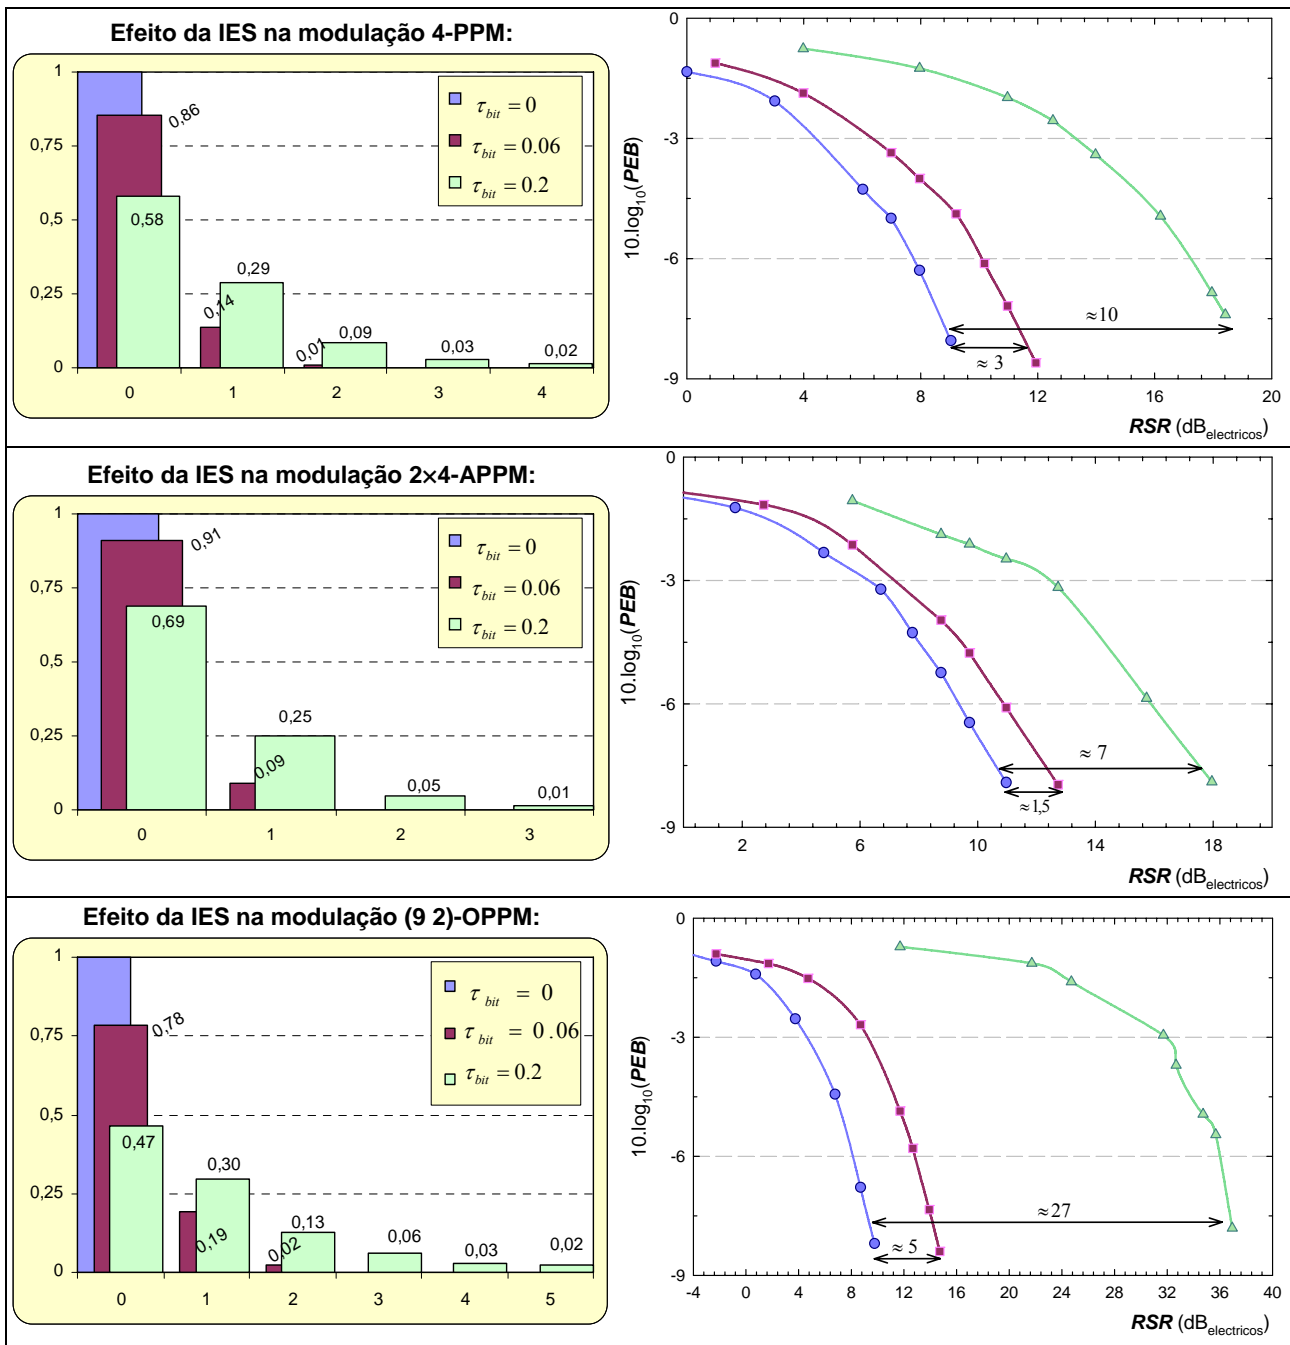 Efeito da IES na modulação 4-PPM:
1
0,75
0,5
0,25
0
0,86
0,58
0,14
0,29
0,01
0,09
0,03
0,02
τbit = 0
τbit = 0.06
τbit = 0.2
0 1 2 3 4
10.log10(PEB)
0
-3
-6
-9
≈10
≈ 3
0 4 8 12 16 20
RSR (dBelectricos)
Efeito da IES na modulação 2×4-APPM:
1
0,75
0,5
0,25
0
0,91
0,69
0,09
0,25
0,05
0,01
τbit = 0
τbit = 0.06
τbit = 0.2
0 1 2 3
10.log10(PEB)
0
-3
-6
-9
≈ 7
≈1,5
2 6 10 14 18
RSR (dBelectricos)
Efeito da IES na modulação (9 2)-OPPM:
1
0,75
0,5
0,25
0
0,78
0,47
0,19
0,30
0,02
0,13
0,06
0,03
0,02
τbit = 0
τbit = 0.06
τbit = 0.2
0 1 2 3 4 5
10.log10(PEB)
0
-3
-6
-9
≈27
≈ 5
-4 0 4 8 12 16 20 24 28 32 36 40
RSR (dBelectricos)